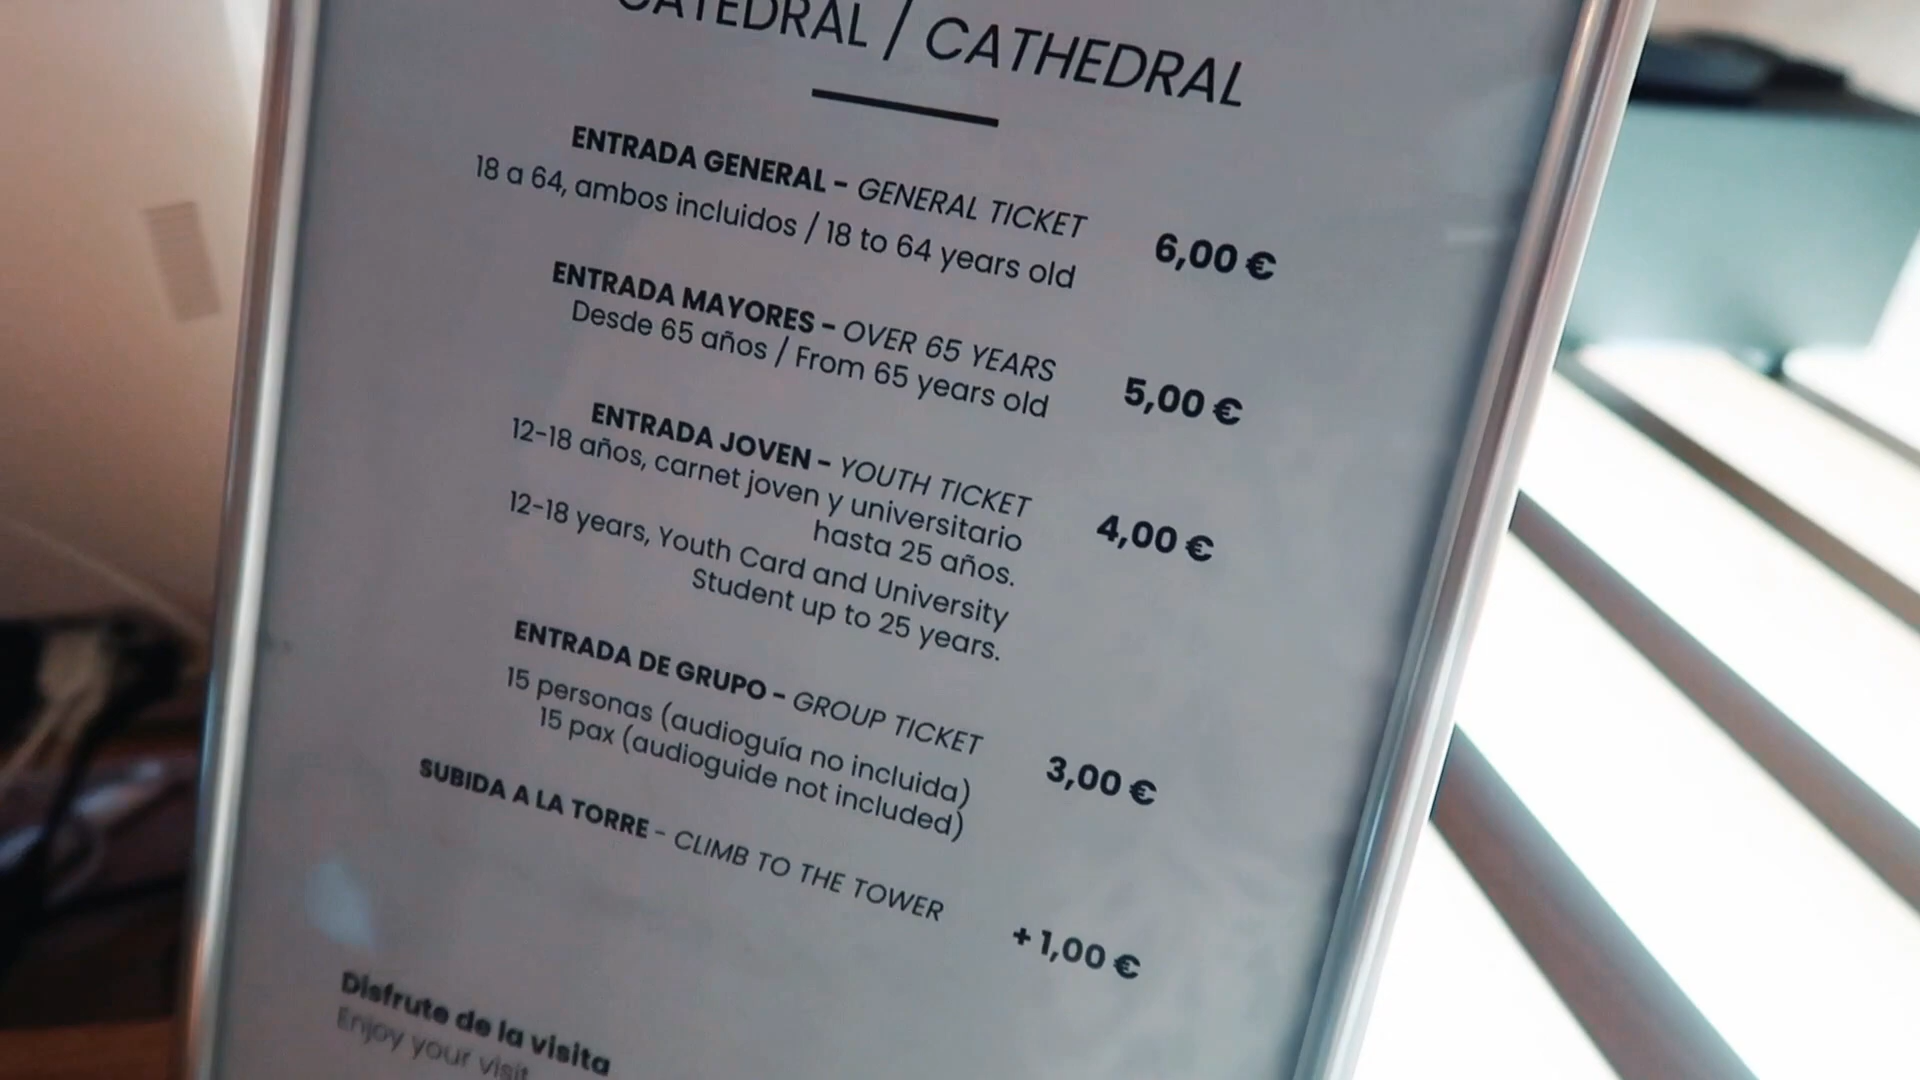 CATEDRAL / CATHEDRAL
ENTRADA GENERAL - GENERAL TICKET
18 a 64, ambos incluidos / 18 to 64 years old
6,00 €
ENTRADA MAYORES - OVER 65 YEARS
Desde 65 años / From 65 years old
5,00 €
ENTRADA JOVEN - YOUTH TICKET
12-18 años, carnet joven y universitario
hasta 25 años.
12-18 years, Youth Card and University
Student up to 25 years.
4,00 €
ENTRADA DE GRUPO - GROUP TICKET
15 personas (audioguía no incluida)
15 pax (audioguide not included)
3,00 €
SUBIDA A LA TORRE - CLIMB TO THE TOWER
+ 1,00 €
Disfrute de la visita
Enjoy your visit